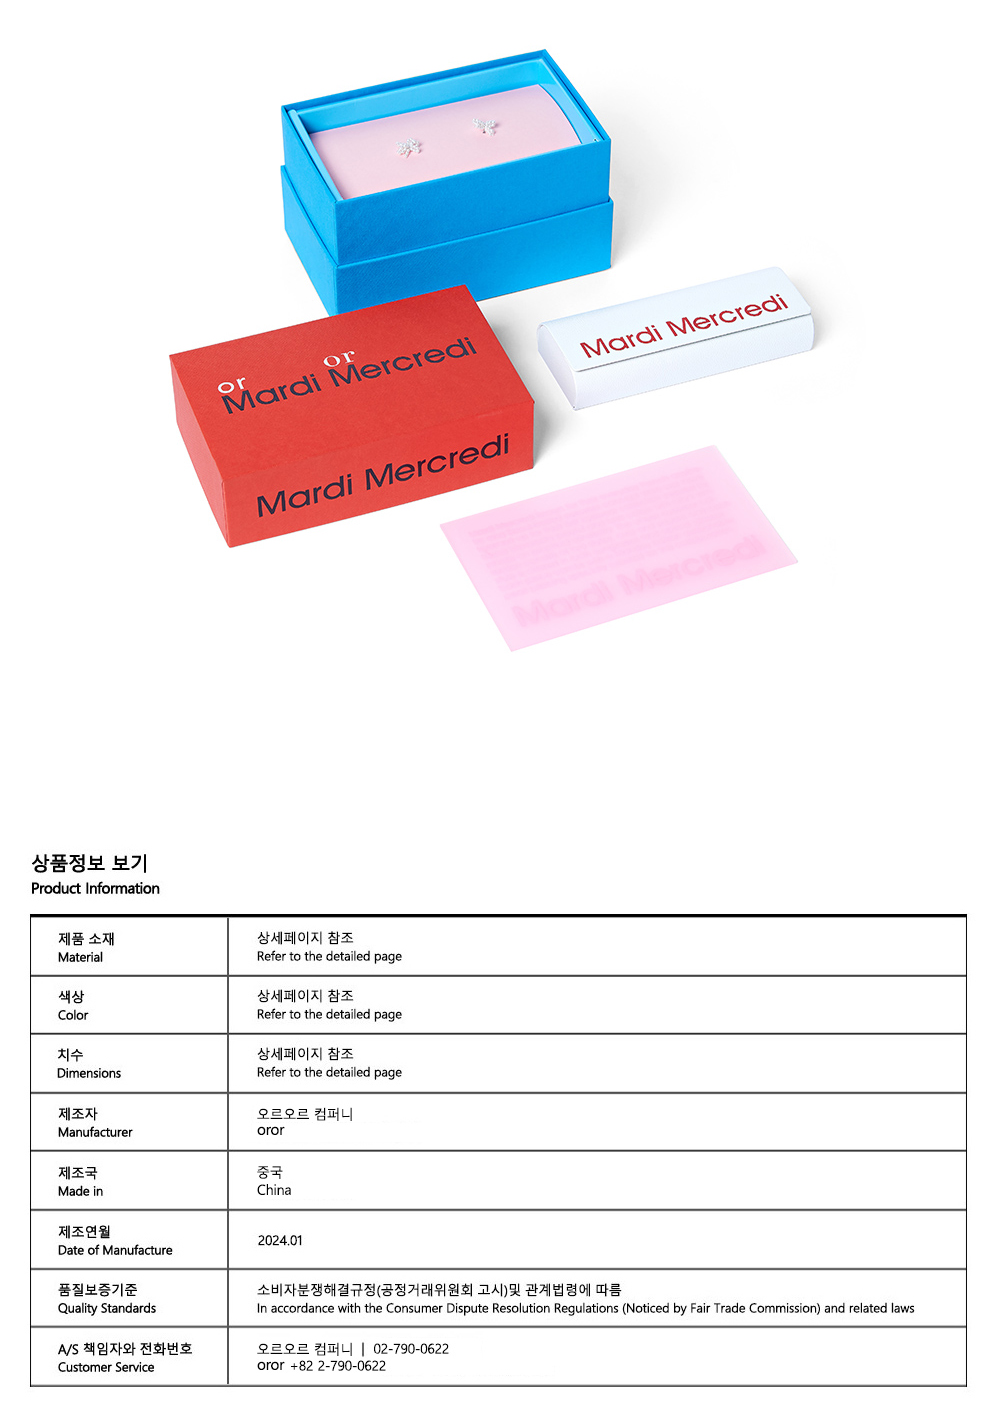 or
or
Mardi Mercredi
Mardi Mercredi
Mardi Mercredi
Mardi Mercredi
상품정보 보기
Product Information
제품 소재
Material
상세페이지 참조
Refer to the detailed page
색상
Color
상세페이지 참조
Refer to the detailed page
치수
Dimensions
상세페이지 참조
Refer to the detailed page
제조자
Manufacturer
오르오르 컴퍼니
oror
제조국
Made in
중국
China
제조연월
Date of Manufacture
2024.01
품질보증기준
Quality Standards
소비자분쟁해결규정(공정거래위원회 고시)및 관계법령에 따름
In accordance with the Consumer Dispute Resolution Regulations (Noticed by Fair Trade Commission) and related laws
A/S 책임자와 전화번호
Customer Service
오르오르 컴퍼니 | 02-790-0622
oror +82 2-790-0622